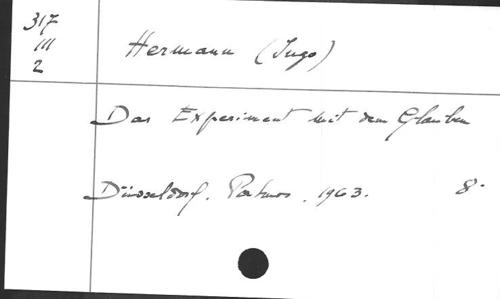 317
III
2
Hermann (Ingo)
Das Experiment mit dem Glauben
Düsseldorf. Patmos. 1963. 8°